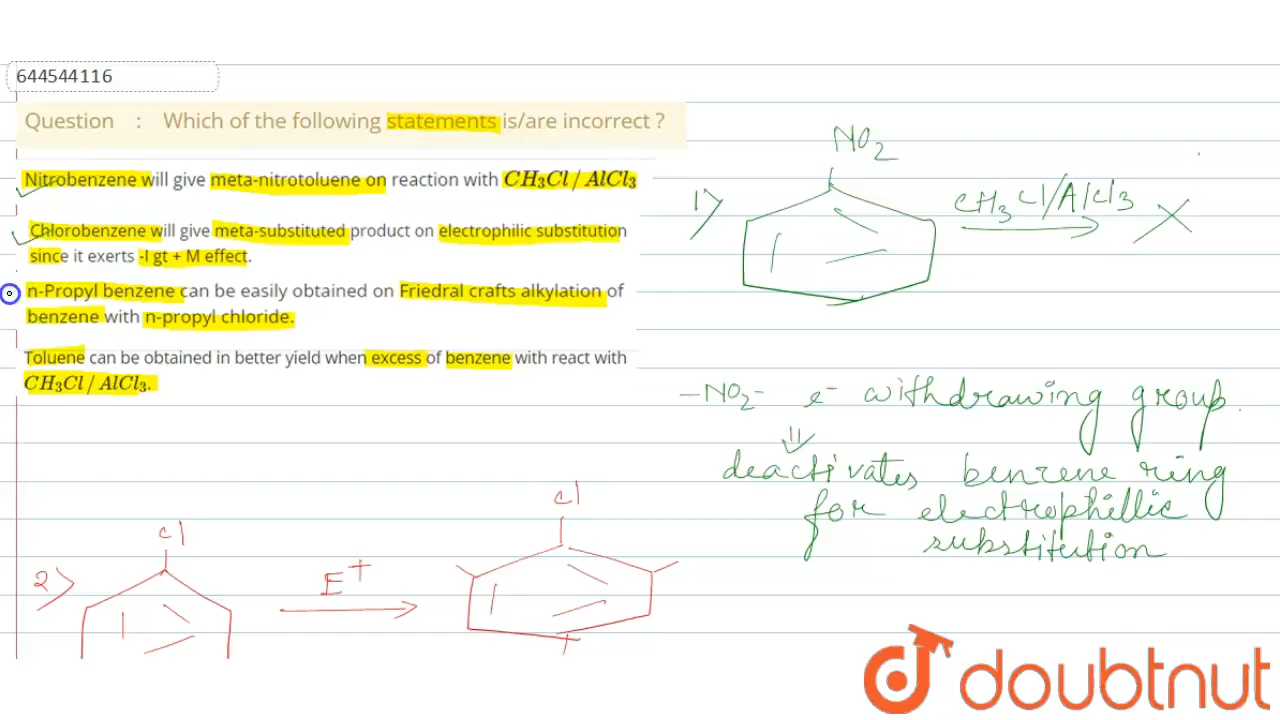 644544116
Question : Which of the following statements is/are incorrect ?
Nitrobenzene will give meta-nitrotoluene on reaction with CH₃Cl / AlCl₃
Chlorobenzene will give meta-substituted product on electrophilic substitution
since it exerts -I gt + M effect.
n-Propyl benzene can be easily obtained on Friedral crafts alkylation of
benzene with n-propyl chloride.
Toluene can be obtained in better yield when excess of benzene with react with
CH₃Cl / AlCl₃.
NO₂
1)
CH₃Cl/AlCl₃
-NO₂- e⁻ withdrawing group.
deactivates benzene ring
for electrophillic
substitution
2)
Cl
E⁺
Cl
doubtnut